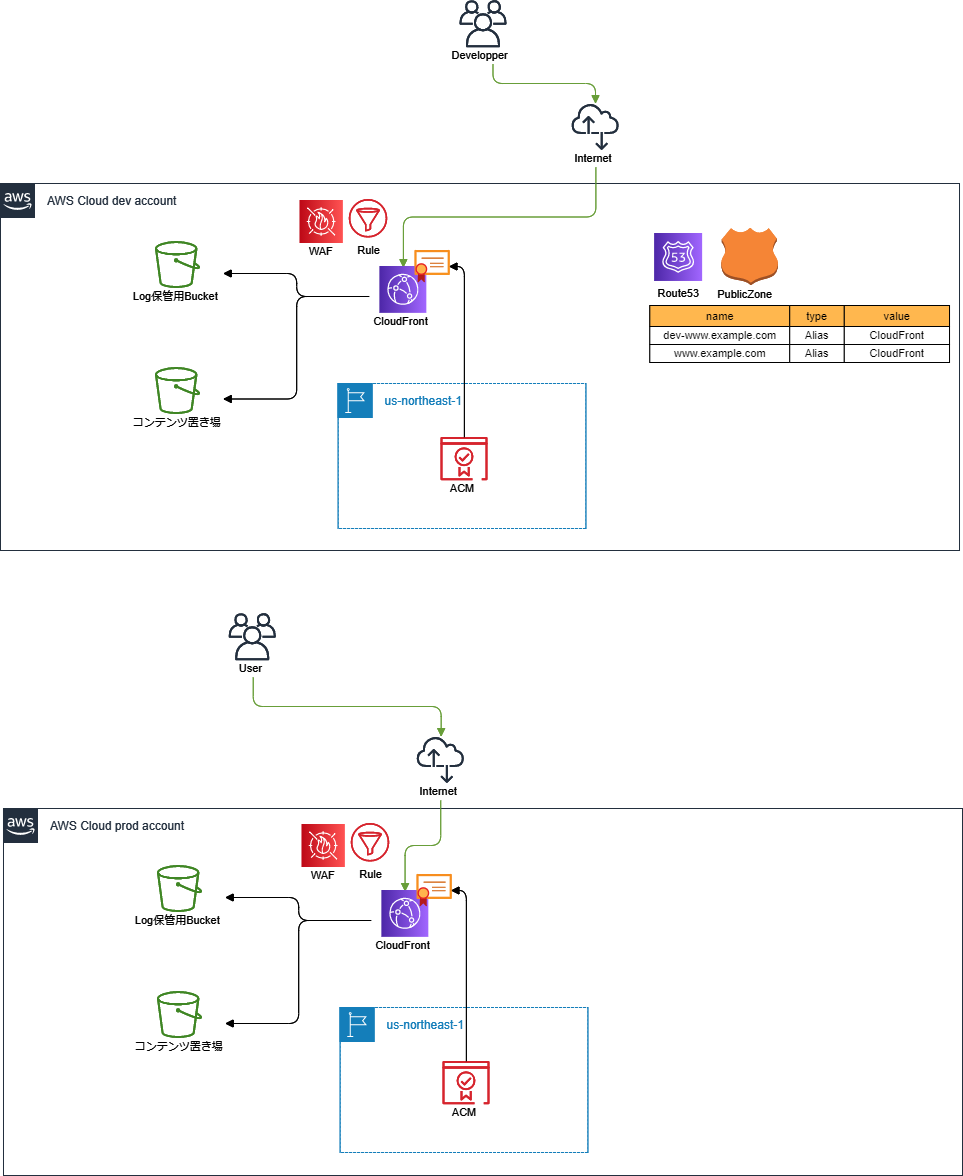 Developper
Internet
aws
AWS Cloud dev account
WAF
Rule
CloudFront
Log保管用Bucket
コンテンツ置き場
53
Route53
PublicZone
name type value
dev-www.example.com Alias CloudFront
www.example.com Alias CloudFront
us-northeast-1
ACM
User
Internet
aws
AWS Cloud prod account
WAF
Rule
CloudFront
Log保管用Bucket
コンテンツ置き場
us-northeast-1
ACM